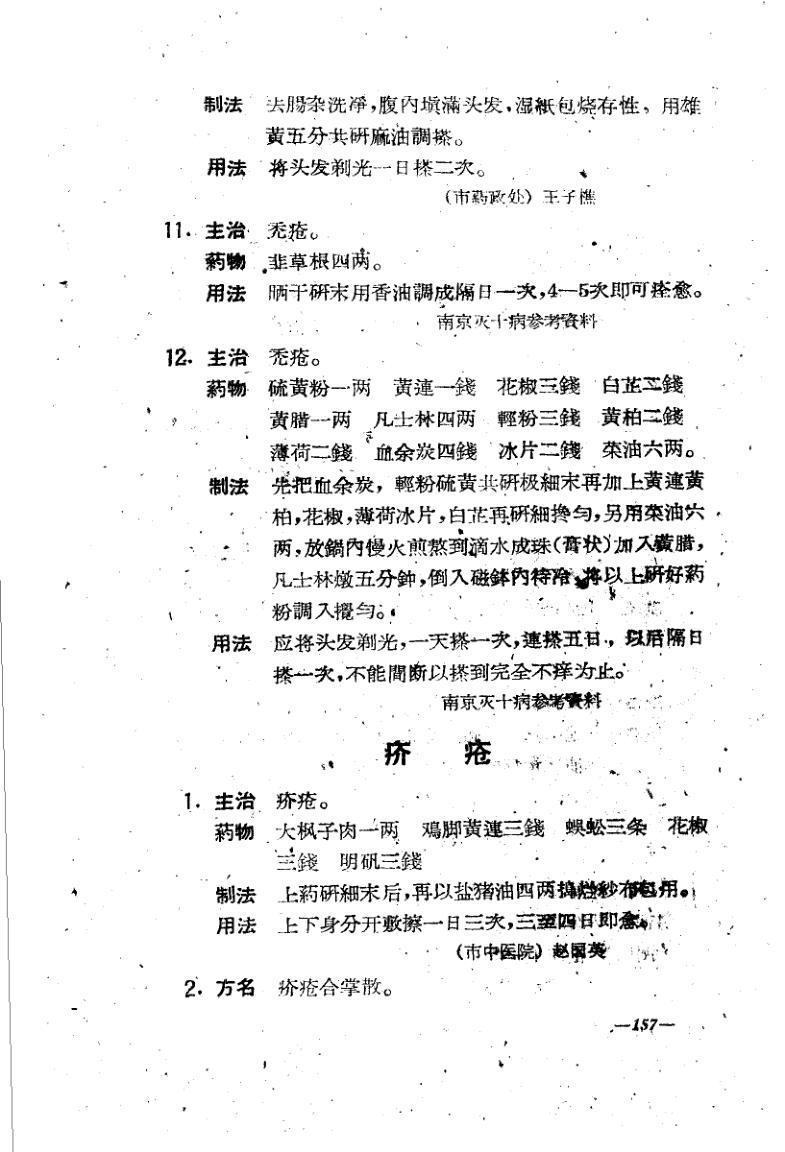 制法 去腸杂洗凈，腹内塡滿头发，湿紙包烧存性，用雄
黃五分共研麻油調搽。
用法 将头发剃光一日搽二次。
（市勤政处）王子樵
11. 主治 禿疮。
葯物 韭草根四两。
用法 晒干研末用香油調成隔日一次，4—5次即可痊愈。
南京灭十病参考資料
12. 主治 禿疮。
葯物 硫黃粉一两 黃連一錢 花椒三錢 白芷二錢
黃腊一两 凡士林四两 輕粉三錢 黃柏二錢
薄荷二錢 血余炭四錢 冰片二錢 菜油六两。
制法 先把血余炭，輕粉硫黄共研极細末再加上黄連黄
柏，花椒，薄荷冰片，白芷再研細搀勻，另用菜油六
两，放鍋內慢火煎熬到滴水成珠（膏状）加入黃腊，
凡士林燉五分鈡，倒入磁鉢內待冷，将以上研好葯
粉調入攪勻。
用法 应将头发剃光，一天搽一次，連搽五日，以后隔日
搽一次，不能間断以搽到完全不痒为止。
南京灭十病参考資料
疥 疮
1. 主治 疥疮。
葯物 大枫子肉一两 鸡脚黃連三錢 蜈蚣三条 花椒
三錢 明矾三錢
制法 上葯研細末后，再以盐猪油四两搗烂紗布包用。
用法 上下身分开敷擦一日三次，三至四日即愈。
（市中医院）赵国英
2. 方名 疥疮合掌散。
—157—